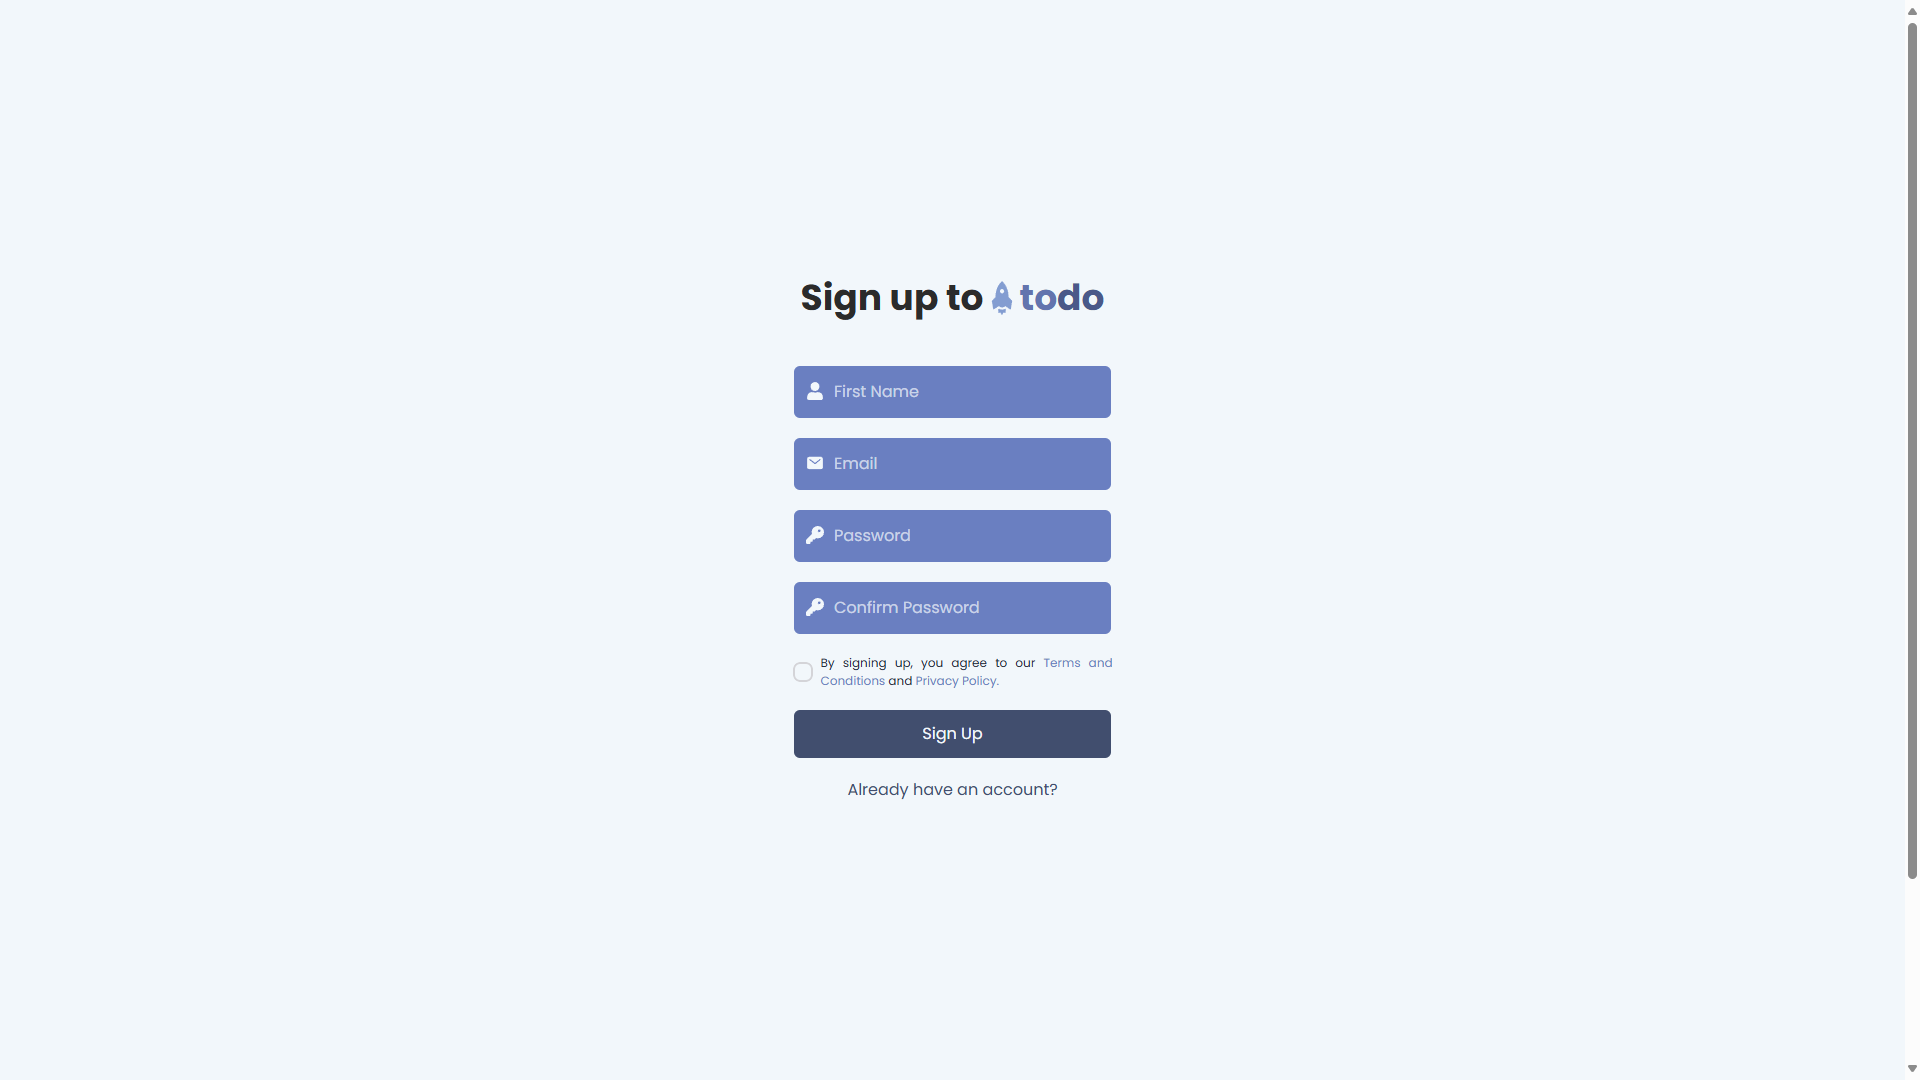 Sign up to todo
First Name
Email
Password
Confirm Password
By signing up, you agree to our Terms and
Conditions and Privacy Policy.
Sign Up
Already have an account?